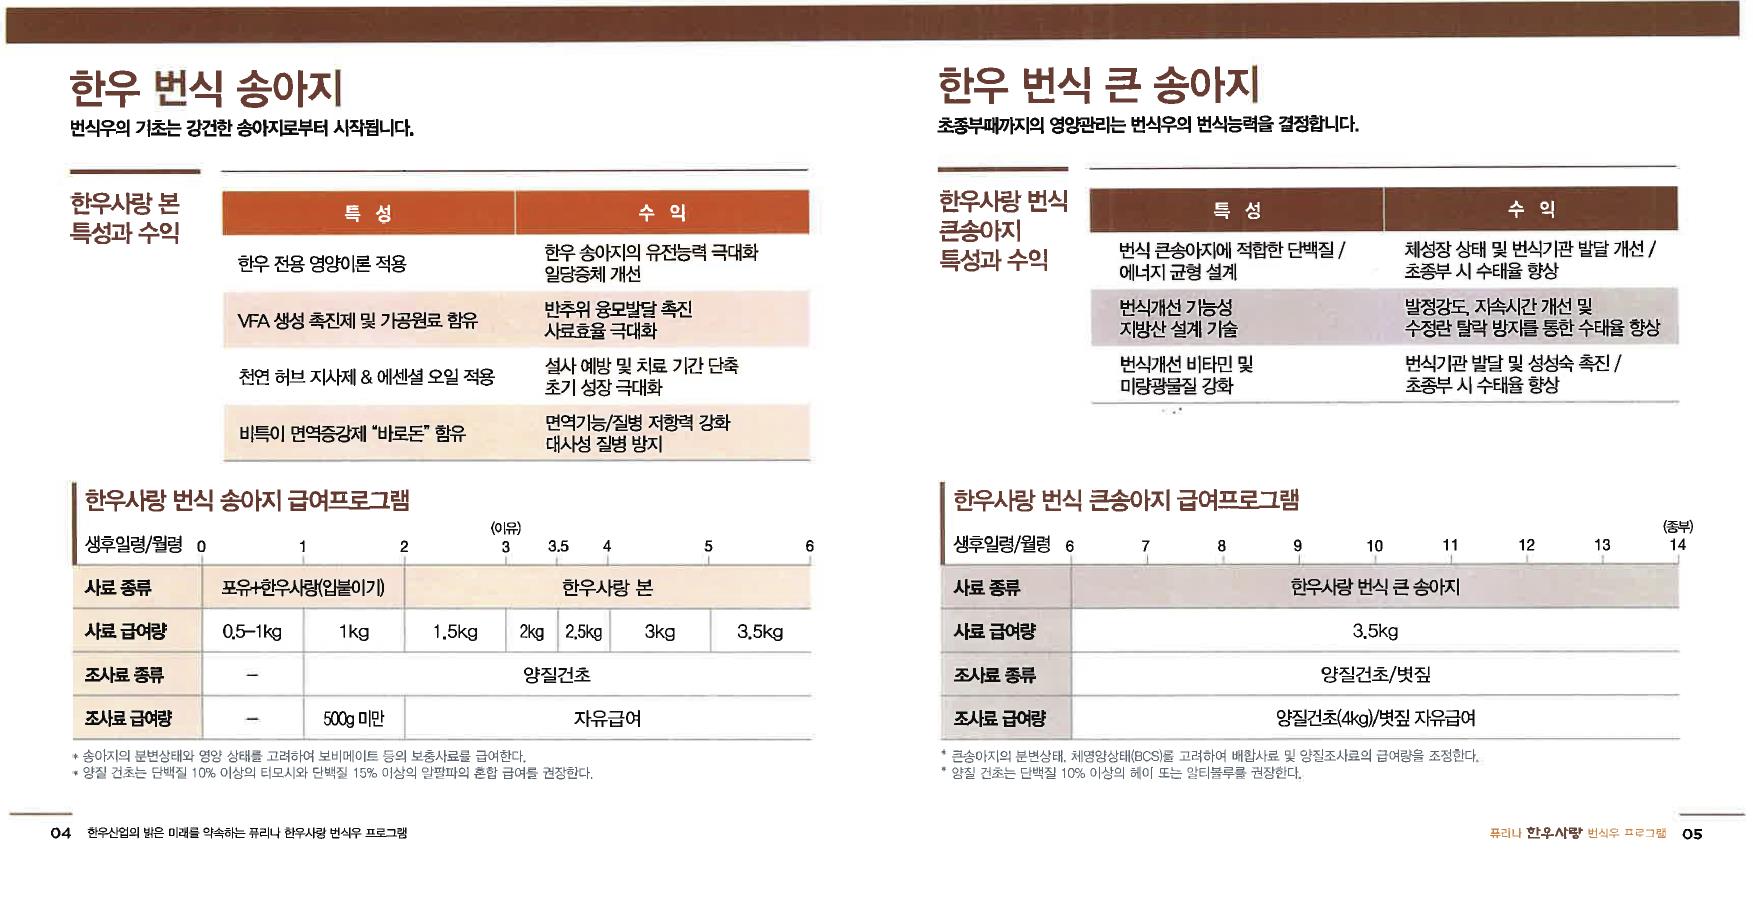 한우 번식 송아지
번식우의 기초는 강건한 송아지로부터 시작됩니다.
한우사랑 본
특성과 수익
특 성 수 익
한우 전용 영양이론 적용
한우 송아지의 유전능력 극대화
일당증체 개선
VFA 생성 촉진제 및 가공원료 함유
반추위 융모발달 촉진
사료효율 극대화
천연 허브 지사제 & 에센셜 오일 적용
설사 예방 및 치료 기간 단축
초기 성장 극대화
비특이 면역증강제 “바로돈” 함유
면역기능/질병 저항력 강화
대사성 질병 방지
한우사랑 번식 송아지 급여프로그램
(이유)
생후일령/월령 0 1 2 3 3.5 4 5 6
사료 종류 포유+한우사랑(입붙이기) 한우사랑 본
사료 급여량 0.5–1kg 1kg 1.5kg 2kg 2.5kg 3kg 3.5kg
조사료 종류 – 양질건초
조사료 급여량 – 500g 미만 자유급여
* 송아지의 분변상태와 영양 상태를 고려하여 보비메이트 등의 보충사료를 급여한다.
* 양질 건초는 단백질 10% 이상의 티모시와 단백질 15% 이상의 알팔파의 혼합 급여를 권장한다.
04 한우산업의 밝은 미래를 약속하는 퓨리나 한우사랑 번식우 프로그램
한우 번식 큰 송아지
초종부때까지의 영양관리는 번식우의 번식능력을 결정합니다.
한우사랑 번식
큰송아지
특성과 수익
특 성 수 익
번식 큰송아지에 적합한 단백질 /
에너지 균형 설계
체성장 상태 및 번식기관 발달 개선 /
초종부 시 수태율 향상
번식개선 기능성
지방산 설계 기술
발정강도, 지속시간 개선 및
수정란 탈락 방지를 통한 수태율 향상
번식개선 비타민 및
미량광물질 강화
번식기관 발달 및 성성숙 촉진 /
초종부 시 수태율 향상
한우사랑 번식 큰송아지 급여프로그램
(종부)
생후일령/월령 6 7 8 9 10 11 12 13 14
사료 종류 한우사랑 번식 큰 송아지
사료 급여량 3.5kg
조사료 종류 양질건초/볏짚
조사료 급여량 양질건초(4kg)/볏짚 자유급여
* 큰송아지의 분변상태, 체영양상태(BCS)를 고려하여 배합사료 및 양질조사료의 급여량을 조정한다.
* 양질 건초는 단백질 10% 이상의 헤이 또는 알티블루를 권장한다.
퓨리나 한우사랑 번식우 프로그램 05